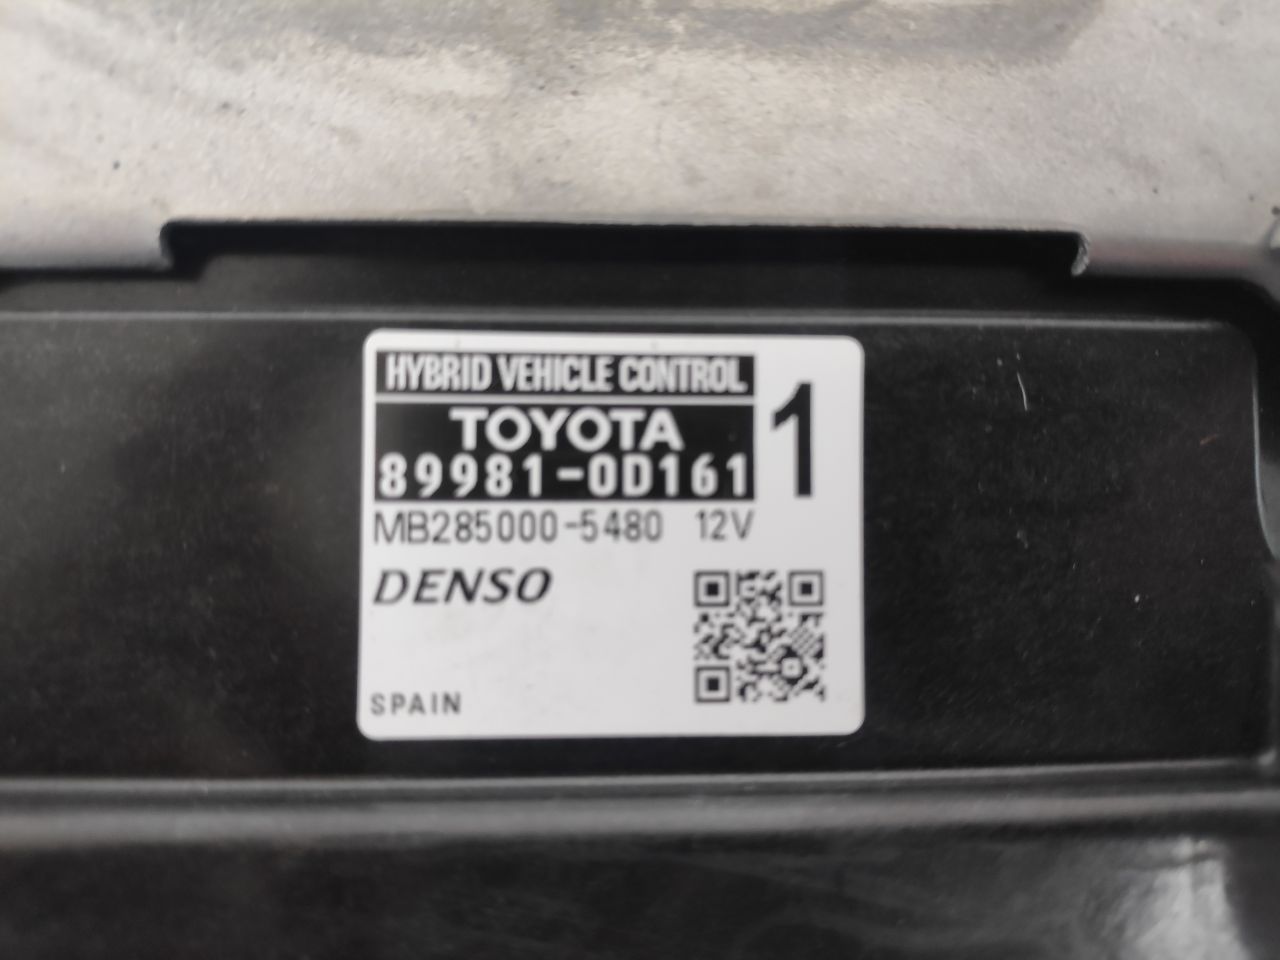 HYBRID VEHICLE CONTROL
1
TOYOTA
89981-0D161
MB285000-5480 12V
DENSO
SPAIN